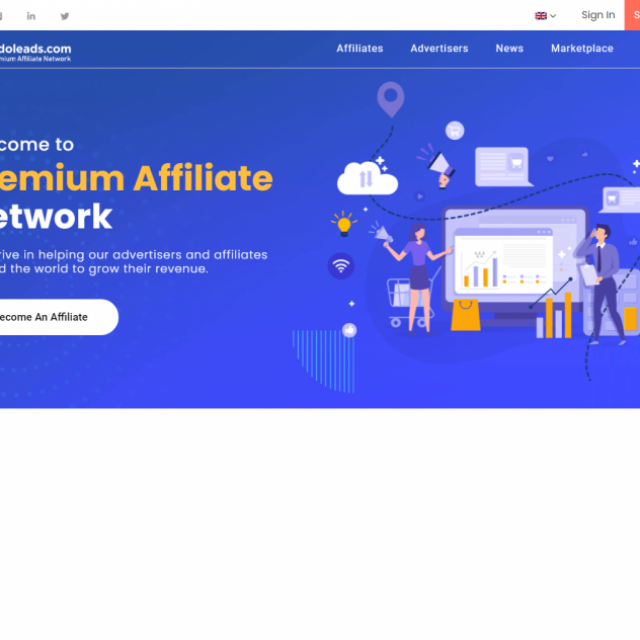 in
Sign In
S
doleads.com
mium Affiliate Network
Affiliates Advertisers News Marketplace
come to
emium Affiliate
etwork
rive in helping our advertisers and affiliates
d the world to grow their revenue.
ecome An Affiliate